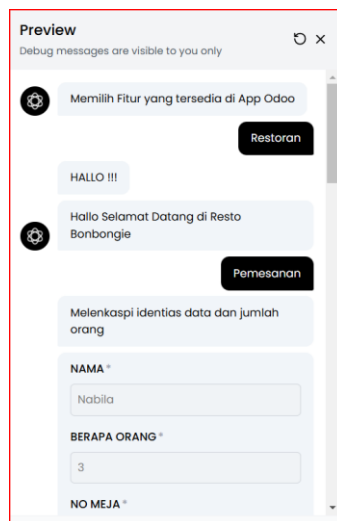 Preview
Debug messages are visible to you only
Memilih Fitur yang tersedia di App Odoo
Restoran
HALLO !!!
Hallo Selamat Datang di Resto
Bonbongie
Pemesanan
Melenkaspi identias data dan jumlah
orang
NAMA *
Nabila
BERAPA ORANG *
3
NO MEJA *